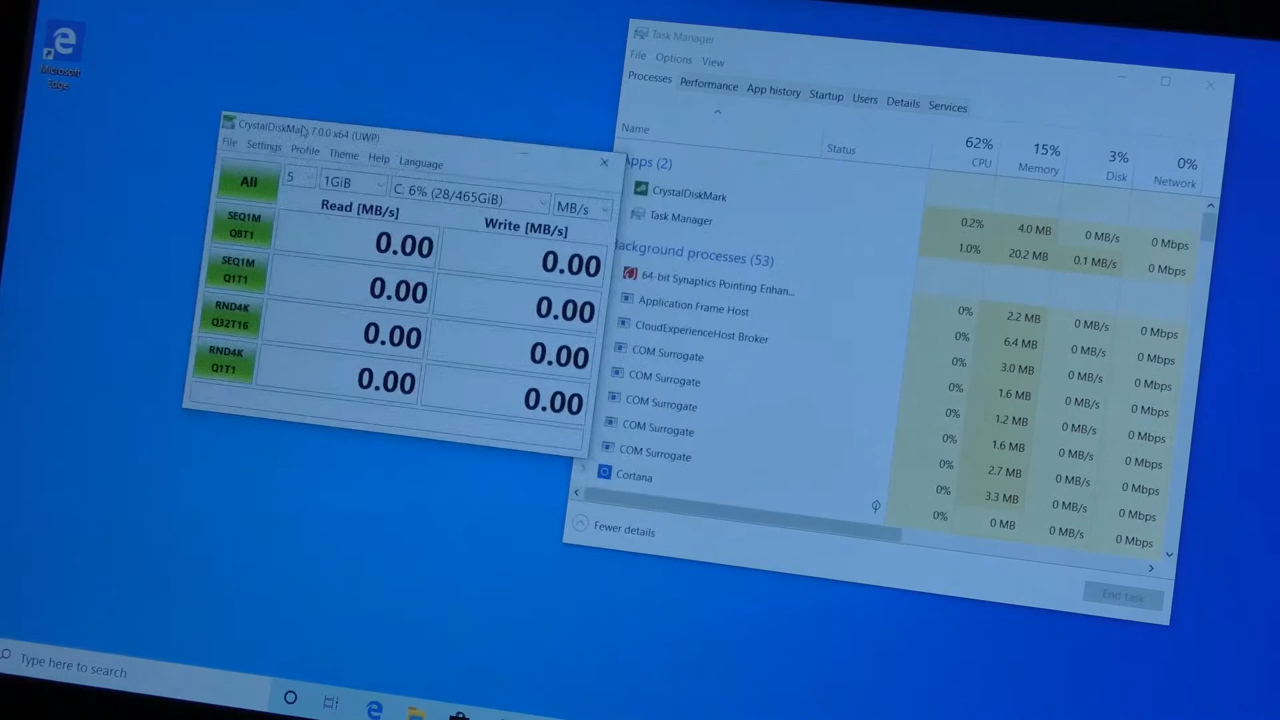 Microsoft
Edge
CrystalDiskMark 7.0.0 x64 (UWP)
File Settings Profile Theme Help Language
All 5 1GiB C: 6% (28/465GiB) MB/s
Read [MB/s] Write [MB/s]
SEQ1M
Q8T1
0.00 0.00
SEQ1M
Q1T1
0.00 0.00
RND4K
Q32T16
0.00 0.00
RND4K
Q1T1
0.00 0.00
Task Manager
File Options View
Processes Performance App history Startup Users Details Services
62% 15% 3% 0%
Name Status CPU Memory Disk Network
Apps (2)
CrystalDiskMark 0.2% 4.0 MB 0 MB/s 0 Mbps
Task Manager 1.0% 20.2 MB 0.1 MB/s 0 Mbps
Background processes (53)
64-bit Synaptics Pointing Enhan... 0% 2.2 MB 0 MB/s 0 Mbps
Application Frame Host 0% 6.4 MB 0 MB/s 0 Mbps
CloudExperienceHost Broker 0% 3.0 MB 0 MB/s 0 Mbps
COM Surrogate 0% 1.6 MB 0 MB/s 0 Mbps
COM Surrogate 0% 1.2 MB 0 MB/s 0 Mbps
COM Surrogate 0% 1.6 MB 0 MB/s 0 Mbps
COM Surrogate 0% 2.7 MB 0 MB/s 0 Mbps
COM Surrogate 0% 3.3 MB 0 MB/s 0 Mbps
Cortana 0% 0 MB 0 MB/s 0 Mbps
Fewer details
End task
Type here to search